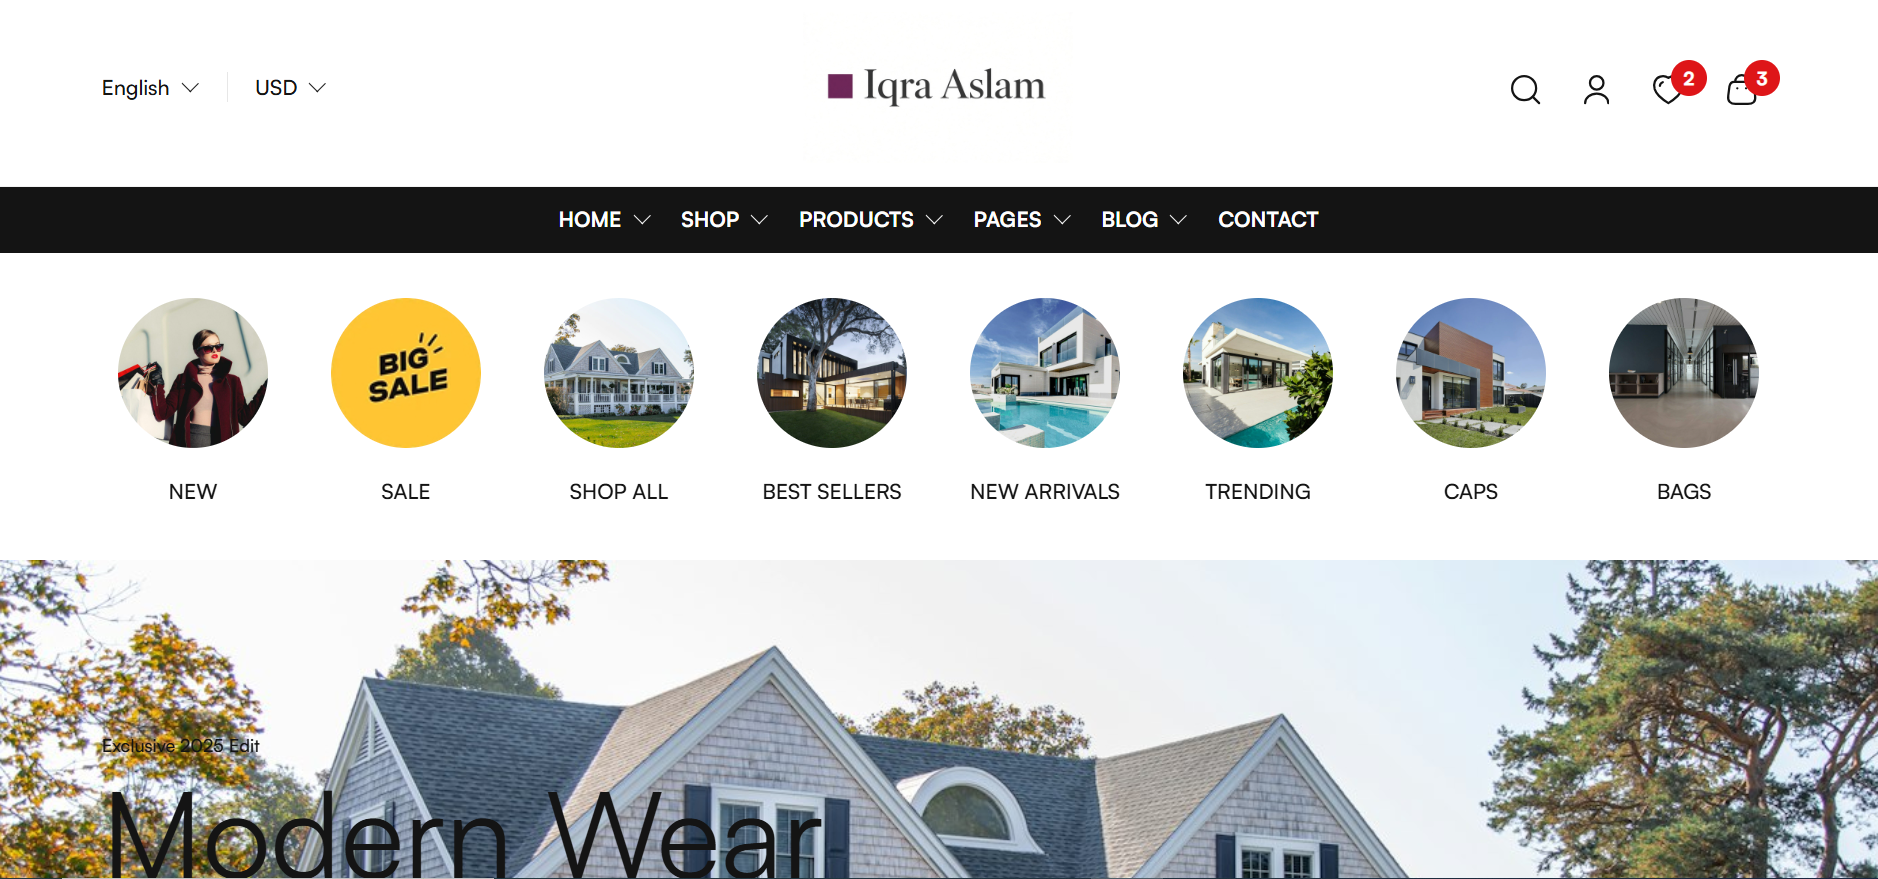 English
USD
Iqra Aslam
2
3
HOME
SHOP
PRODUCTS
PAGES
BLOG
CONTACT
BIG
SALE
NEW
SALE
SHOP ALL
BEST SELLERS
NEW ARRIVALS
TRENDING
CAPS
BAGS
Exclusive 2025 Edit
Modern Wear